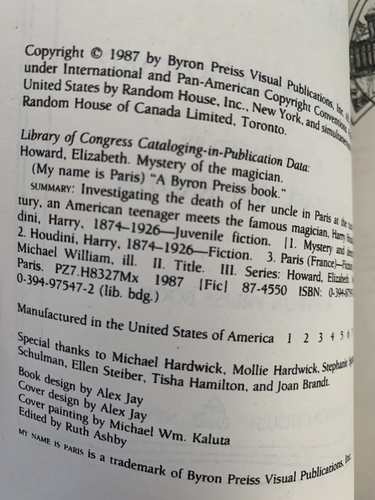 Copyright © 1987 by Byron Preiss Visual Publications, Inc.
under International and Pan-American Copyright Conventions.
United States by Random House, Inc., New York, and simultaneously
Random House of Canada Limited, Toronto.
Library of Congress Cataloging-in-Publication Data:
Howard, Elizabeth. Mystery of the magician.
(My name is Paris) "A Byron Preiss book."
SUMMARY: Investigating the death of her uncle in Paris at the
tury, an American teenager meets the famous magician, Harry
dini, Harry, 1874-1926—Juvenile fiction. [1. Mystery and
2. Houdini, Harry, 1874-1926—Fiction. 3. Paris (France)—
Michael William, ill. II. Title. III. Series: Howard, Elizabeth
Paris. PZ7.H8327Mx 1987 [Fic] 87-4550 ISBN:
0-394-97547-2 (lib. bdg.)
Manufactured in the United States of America 1 2 3 4 5 6
Special thanks to Michael Hardwick, Mollie Hardwick, Stephanie
Schulman, Ellen Steiber, Tisha Hamilton, and Joan Brandt.
Book design by Alex Jay
Cover design by Alex Jay
Cover painting by Michael Wm. Kaluta
Edited by Ruth Ashby
MY NAME IS PARIS is a trademark of Byron Preiss Visual Publications, Inc.